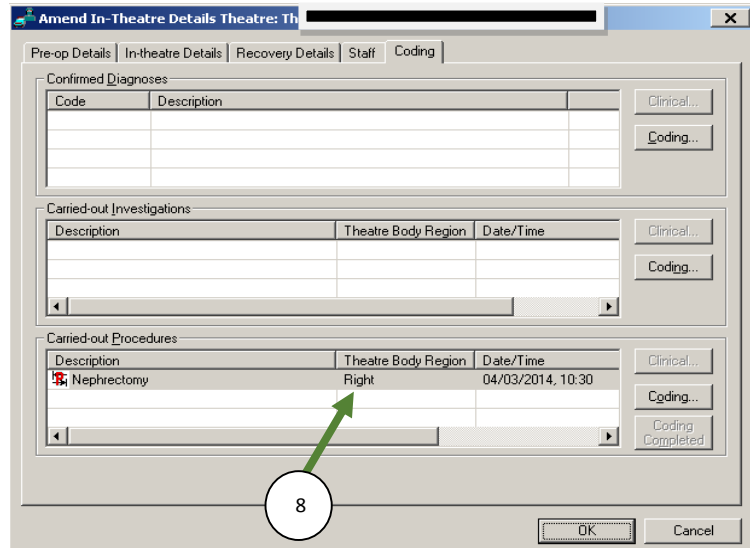 Amend In-Theatre Details Theatre: Th
Pre-op Details In-theatre Details Recovery Details Staff Coding
Confirmed Diagnoses
Code Description
Clinical...
Coding...
Carried-out Investigations
Description Theatre Body Region Date/Time
Clinical...
Coding...
Carried-out Procedures
Description Theatre Body Region Date/Time
Clinical...
Nephrectomy Right 04/03/2014, 10:30
Coding...
Coding
Completed
8
OK Cancel